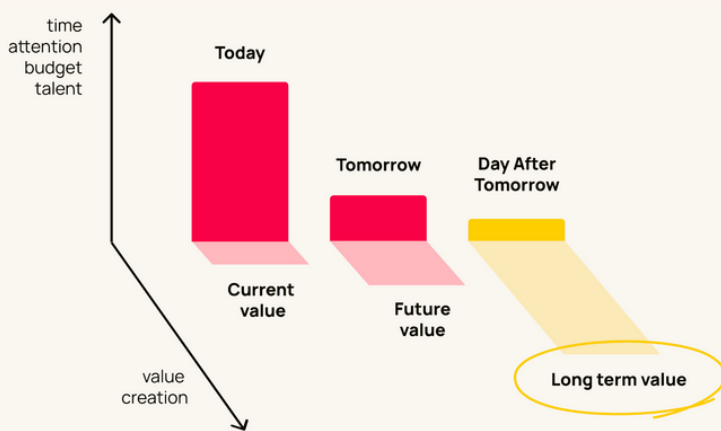 time
attention
budget
talent
Today
Tomorrow
Day After
Tomorrow
Current
value
Future
value
Long term value
value
creation